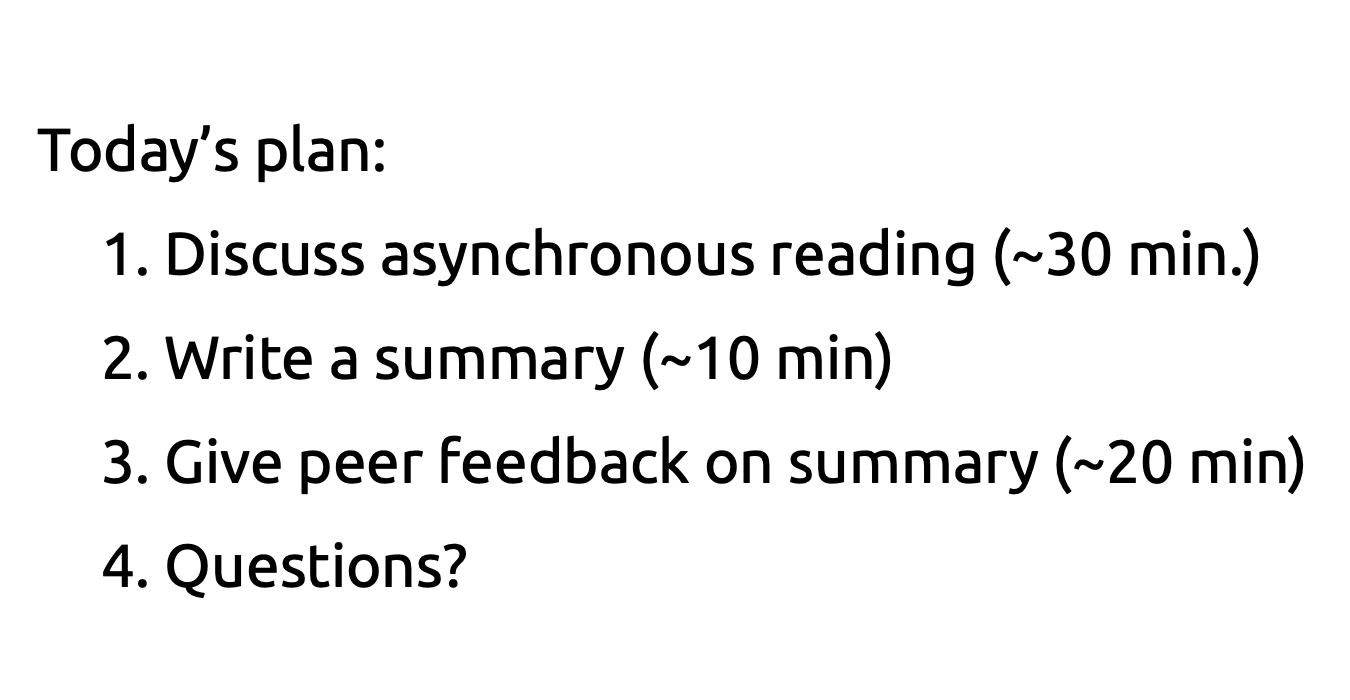 Today’s plan:
1. Discuss asynchronous reading (~30 min.)
2. Write a summary (~10 min)
3. Give peer feedback on summary (~20 min)
4. Questions?